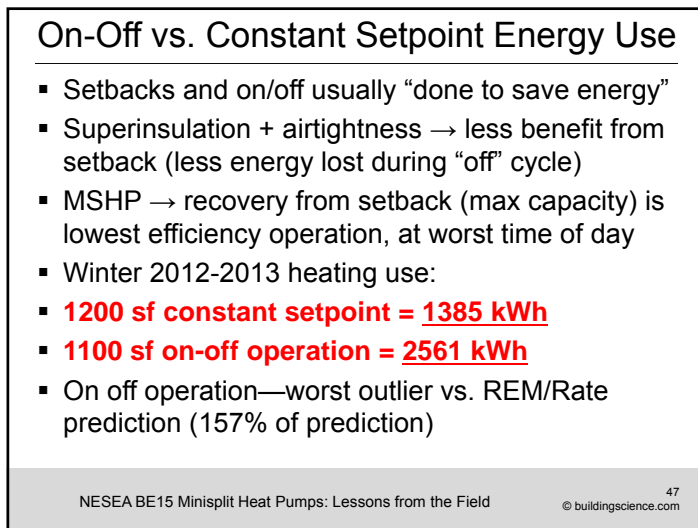 On-Off vs. Constant Setpoint Energy Use
▪ Setbacks and on/off usually “done to save energy”
▪ Superinsulation + airtightness → less benefit from
setback (less energy lost during “off” cycle)
▪ MSHP → recovery from setback (max capacity) is
lowest efficiency operation, at worst time of day
▪ Winter 2012-2013 heating use:
▪ 1200 sf constant setpoint = 1385 kWh
▪ 1100 sf on-off operation = 2561 kWh
▪ On off operation—worst outlier vs. REM/Rate
prediction (157% of prediction)
NESEA BE15 Minisplit Heat Pumps: Lessons from the Field
47
© buildingscience.com